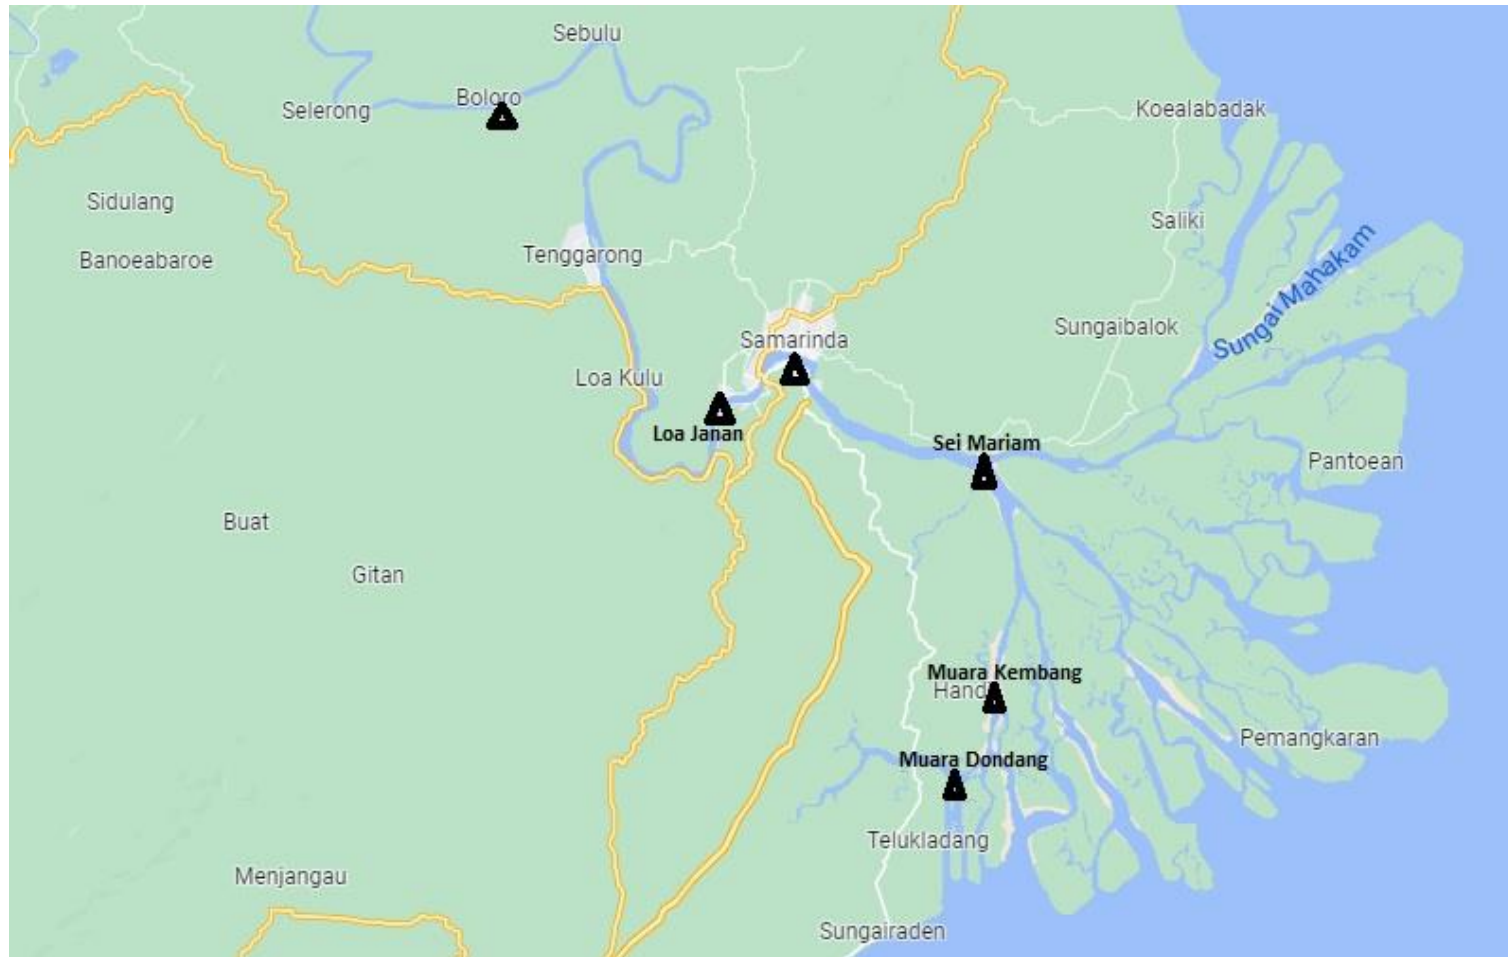 Sebulu
Boloro
Selerong
Koealabadak
Sidulang
Saliki
Banoeabaroe
Tenggarong
Sungai Mahakam
Sungaibalok
Samarinda
Loa Kulu
Loa Janan
Sei Mariam
Pantoean
Buat
Gitan
Muara Kembang
Hand
Pemangkaran
Muara Dondang
Telukladang
Menjangau
Sungairaden